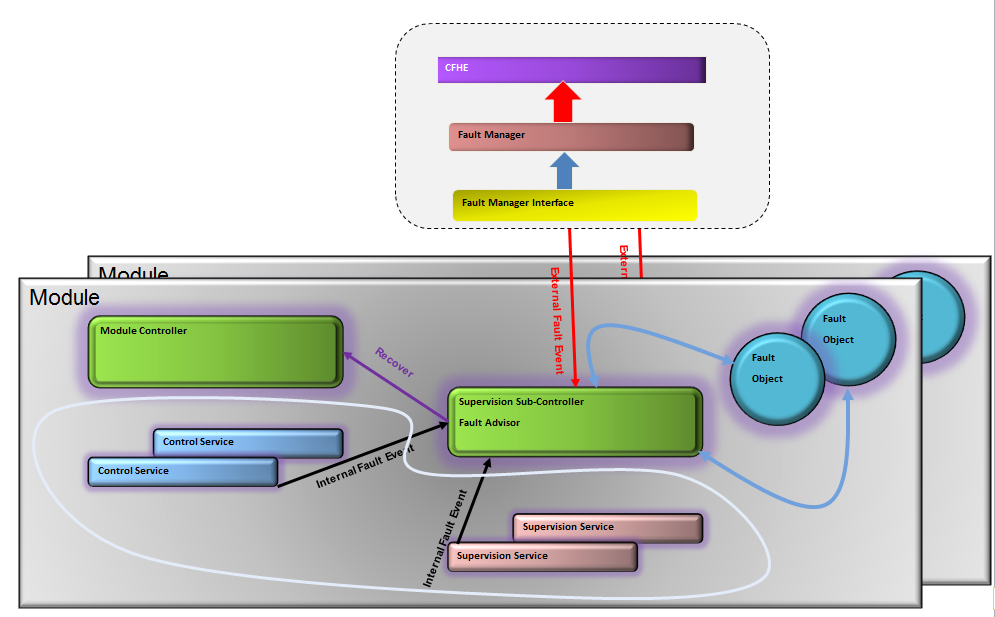 CFHE
Fault Manager
Fault Manager Interface
Extern
External Fault Event
Module
Module
Module Controller
Recover
Fault
Object
Fault
Object
Supervision Sub-Controller
Fault Advisor
Control Service
Control Service
Internal Fault Event
Internal Fault Event
Supervision Service
Supervision Service